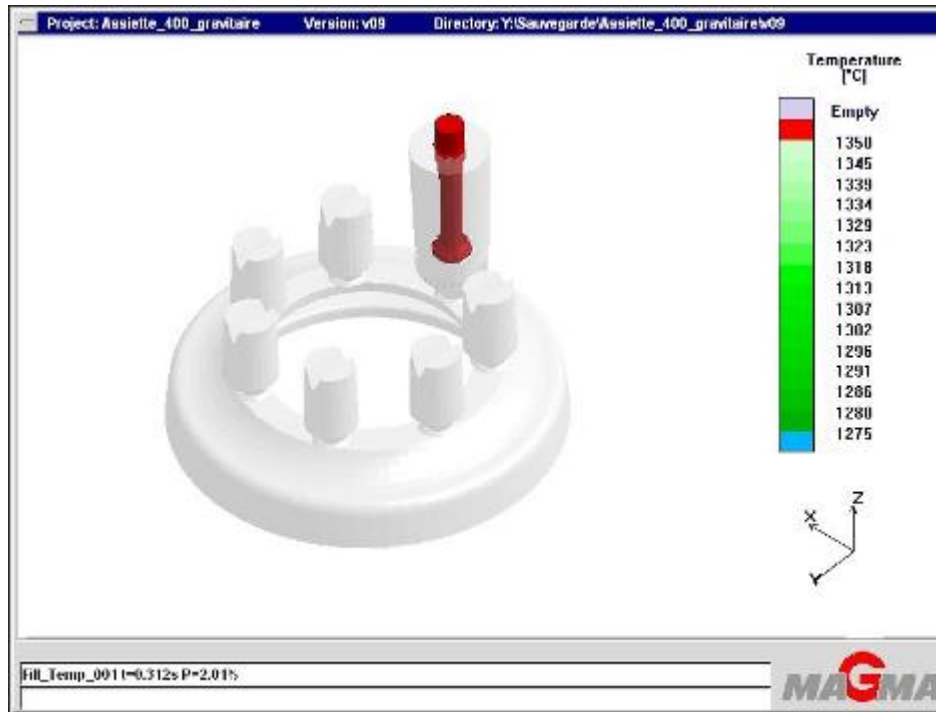 Project: Assiette_400_gravitaire Version: v09 Directory: Y:\Sauvegarde\Assiette_400_gravitaire\v09
Temperature
[°C]
Empty
1350
1345
1339
1334
1329
1323
1318
1313
1307
1302
1296
1291
1286
1280
1275
X
Z
Y
Fill_Temp_001 t=0.312s P=2.01%
MAGMA